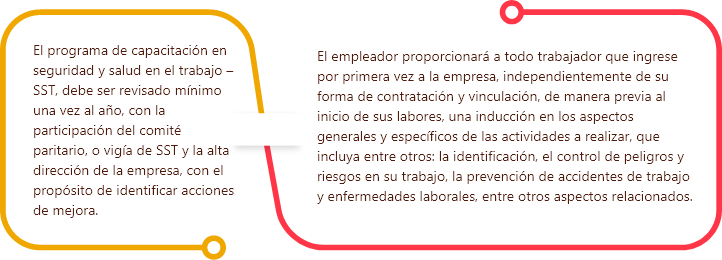 El programa de capacitación en
seguridad y salud en el trabajo –
SST, debe ser revisado mínimo
una vez al año, con la
participación del comité
paritario, o vigía de SST y la alta
dirección de la empresa, con el
propósito de identificar acciones
de mejora.
El empleador proporcionará a todo trabajador que ingrese
por primera vez a la empresa, independientemente de su
forma de contratación y vinculación, de manera previa al
inicio de sus labores, una inducción en los aspectos
generales y específicos de las actividades a realizar, que
incluya entre otros: la identificación, el control de peligros y
riesgos en su trabajo, la prevención de accidentes de trabajo
y enfermedades laborales, entre otros aspectos relacionados.